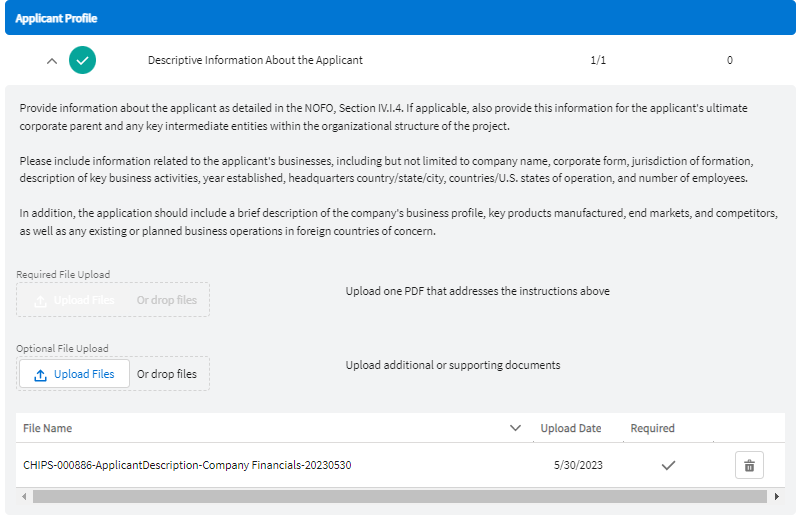 Applicant Profile
Descriptive Information About the Applicant 1/1 0
Provide information about the applicant as detailed in the NOFO, Section IV.I.4. If applicable, also provide this information for the applicant's ultimate
corporate parent and any key intermediate entities within the organizational structure of the project.
Please include information related to the applicant's businesses, including but not limited to company name, corporate form, jurisdiction of formation,
description of key business activities, year established, headquarters country/state/city, countries/U.S. states of operation, and number of employees.
In addition, the application should include a brief description of the company's business profile, key products manufactured, end markets, and competitors,
as well as any existing or planned business operations in foreign countries of concern.
Required File Upload
Upload Files Or drop files Upload one PDF that addresses the instructions above
Optional File Upload
Upload Files Or drop files Upload additional or supporting documents
File Name Upload Date Required
CHIPS-000886-ApplicantDescription-Company Financials-20230530 5/30/2023